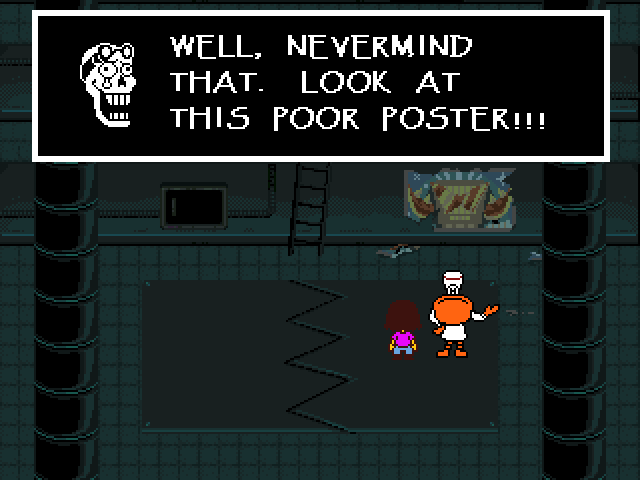 WELL, NEVERMIND
THAT. LOOK AT
THIS POOR POSTER!!!